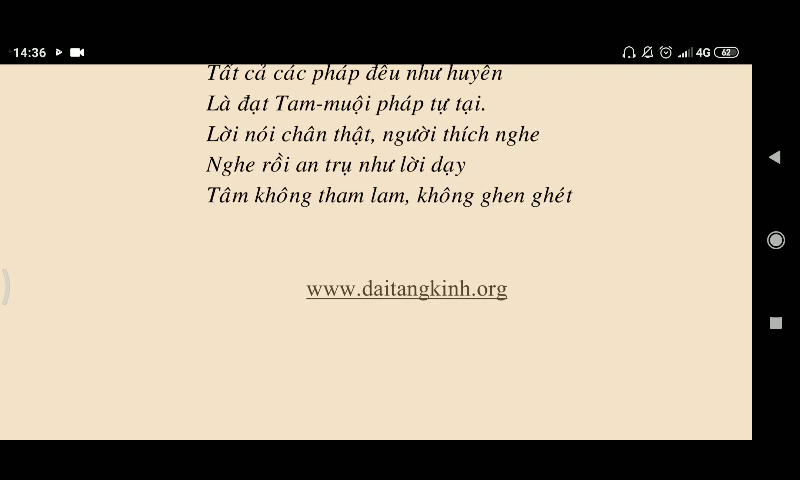 14:36 4G 62
Tất cả các pháp đều như huyễn
Là đạt Tam-muội pháp tự tại.
Lời nói chân thật, người thích nghe
Nghe rồi an trụ như lời dạy
Tâm không tham lam, không ghen ghét
www.daitangkinh.org